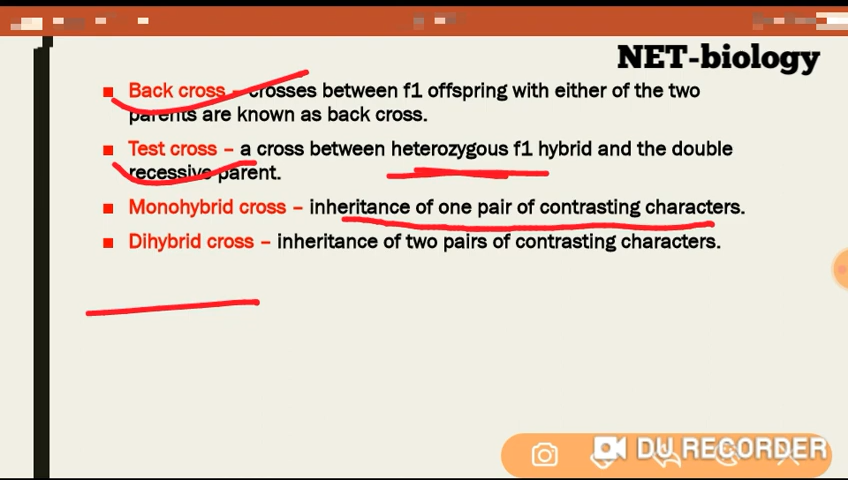 NET-biology
Back cross – crosses between f1 offspring with either of the two
parents are known as back cross.
Test cross – a cross between heterozygous f1 hybrid and the double
recessive parent.
Monohybrid cross – inheritance of one pair of contrasting characters.
Dihybrid cross – inheritance of two pairs of contrasting characters.
DU RECORDER